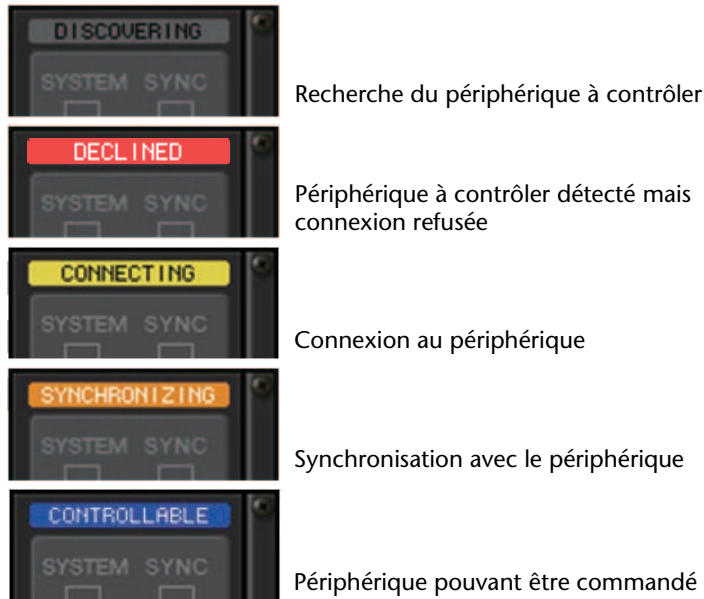 DISCOVERING
SYSTEM SYNC
Recherche du périphérique à contrôler
DECLINED
SYSTEM SYNC
Périphérique à contrôler détecté mais
connexion refusée
CONNECTING
SYSTEM SYNC
Connexion au périphérique
SYNCHRONIZING
SYSTEM SYNC
Synchronisation avec le périphérique
CONTROLLABLE
SYSTEM SYNC
Périphérique pouvant être commandé